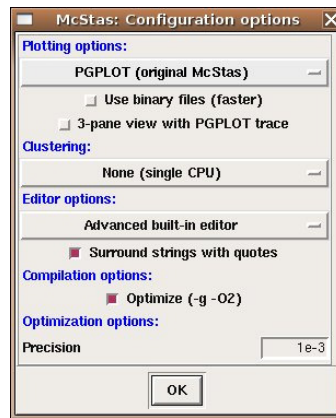 McStas: Configuration options
Plotting options:
PGPLOT (original McStas)
Use binary files (faster)
3-pane view with PGPLOT trace
Clustering:
None (single CPU)
Editor options:
Advanced built-in editor
Surround strings with quotes
Compilation options:
Optimize (-g -O2)
Optimization options:
Precision 1e-3
OK